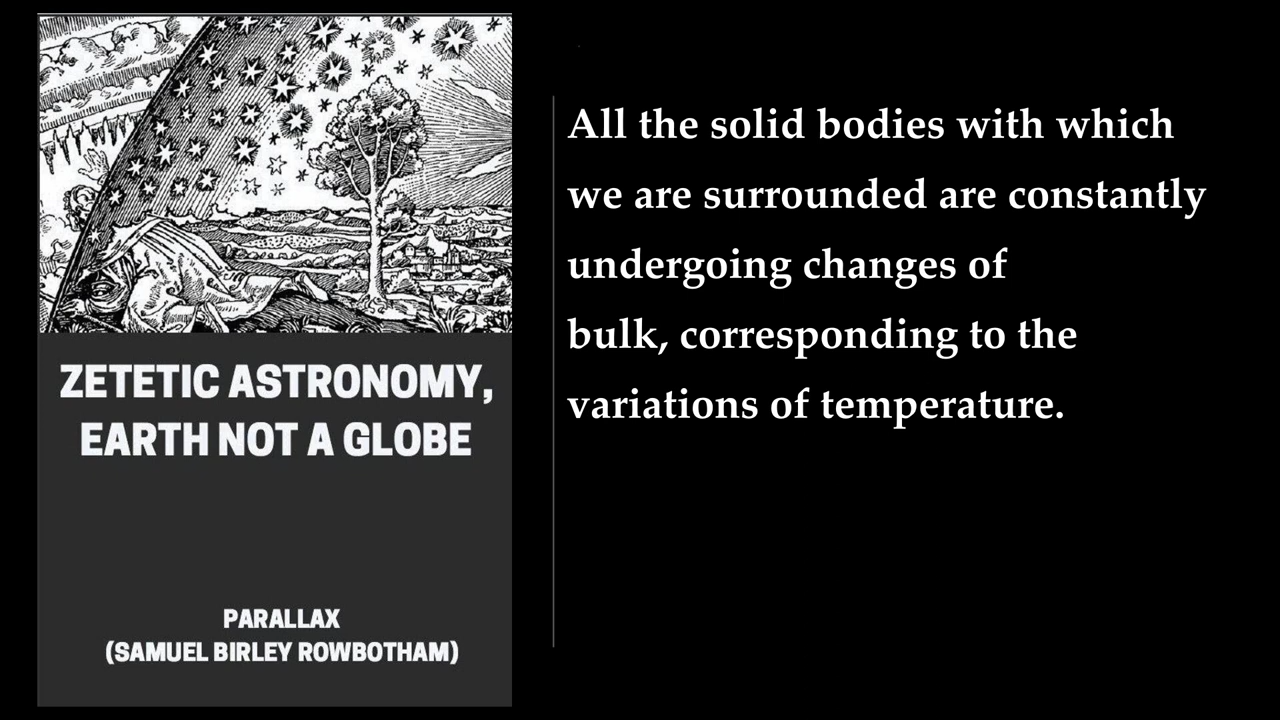 ZETETIC ASTRONOMY,
EARTH NOT A GLOBE
PARALLAX
(SAMUEL BIRLEY ROWBOTHAM)
All the solid bodies with which
we are surrounded are constantly
undergoing changes of
bulk, corresponding to the
variations of temperature.